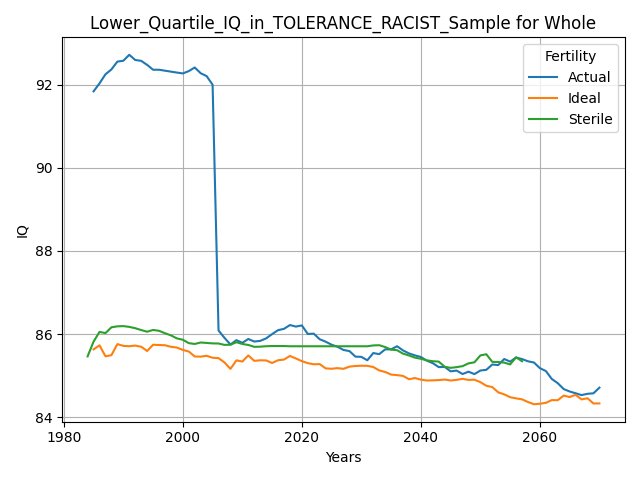 Lower_Quartile_IQ_in_TOLERANCE_RACIST_Sample for Whole
Fertility
Actual
Ideal
Sterile
IQ
92
90
88
86
84
1980
2000
2020
2040
2060
Years